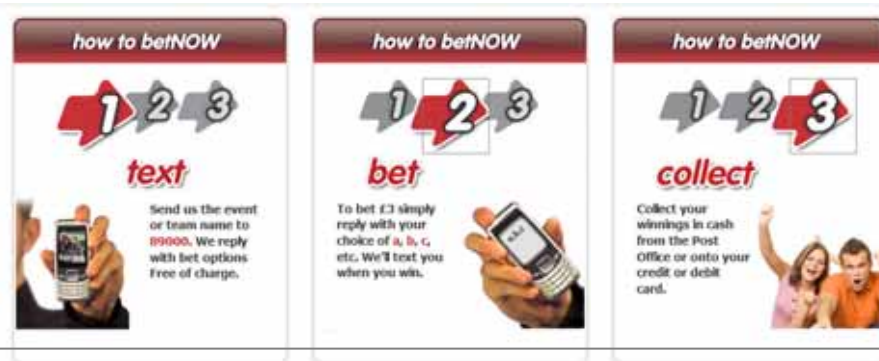 how to betNOW
1 2 3
text
Send us the event
or team name to
89000. We reply
with bet options
Free of charge.
how to betNOW
1 2 3
bet
To bet £3 simply
reply with your
choice of a, b, c,
etc. We'll text you
when you win.
how to betNOW
1 2 3
collect
Collect your
winnings in cash
from the Post
Office or onto your
credit or debit
card.